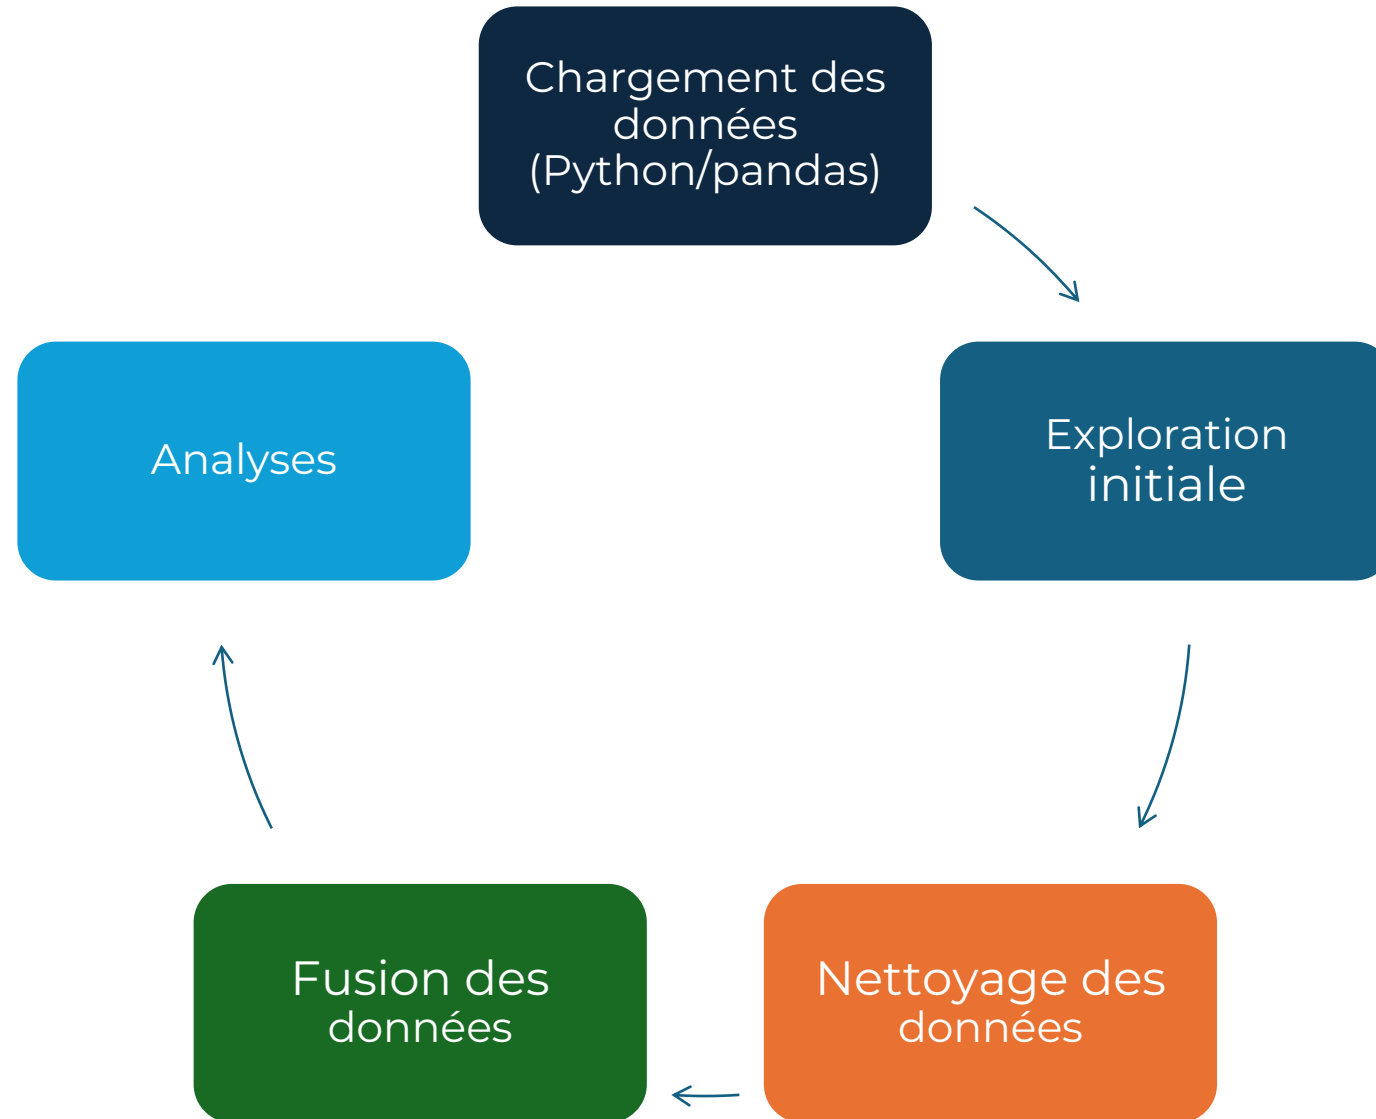 Chargement des
données
(Python/pandas)
Exploration
initiale
Nettoyage des
données
Fusion des
données
Analyses